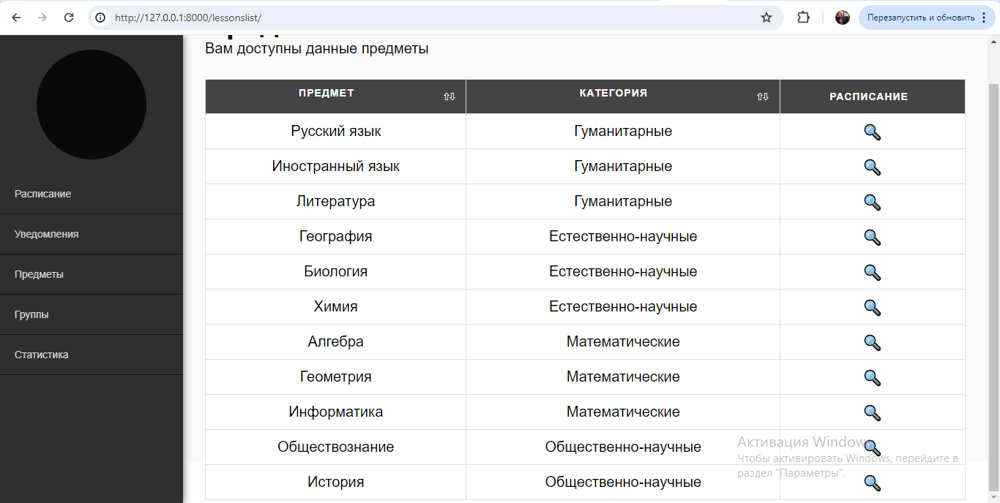 http://127.0.0.1:8000/lessonslist/
Перезапустить и обновить
Вам доступны данные предметы
ПРЕДМЕТ КАТЕГОРИЯ РАСПИСАНИЕ
Русский язык Гуманитарные
Иностранный язык Гуманитарные
Литература Гуманитарные
География Естественно-научные
Биология Естественно-научные
Химия Естественно-научные
Алгебра Математические
Геометрия Математические
Информатика Математические
Обществознание Общественно-научные
История Общественно-научные
Расписание
Уведомления
Предметы
Группы
Статистика
Активация Windows
Чтобы активировать Windows, перейдите в
раздел "Параметры".